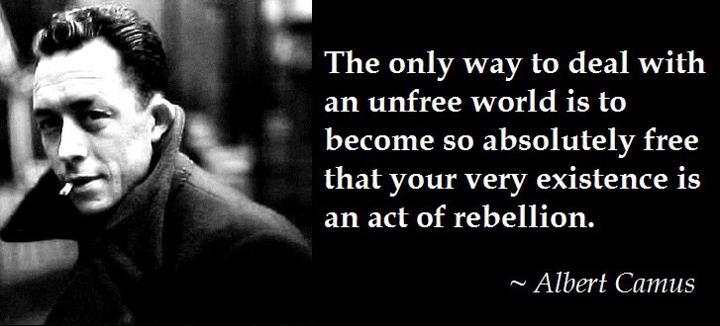 The only way to deal with
an unfree world is to
become so absolutely free
that your very existence is
an act of rebellion.
~ Albert Camus